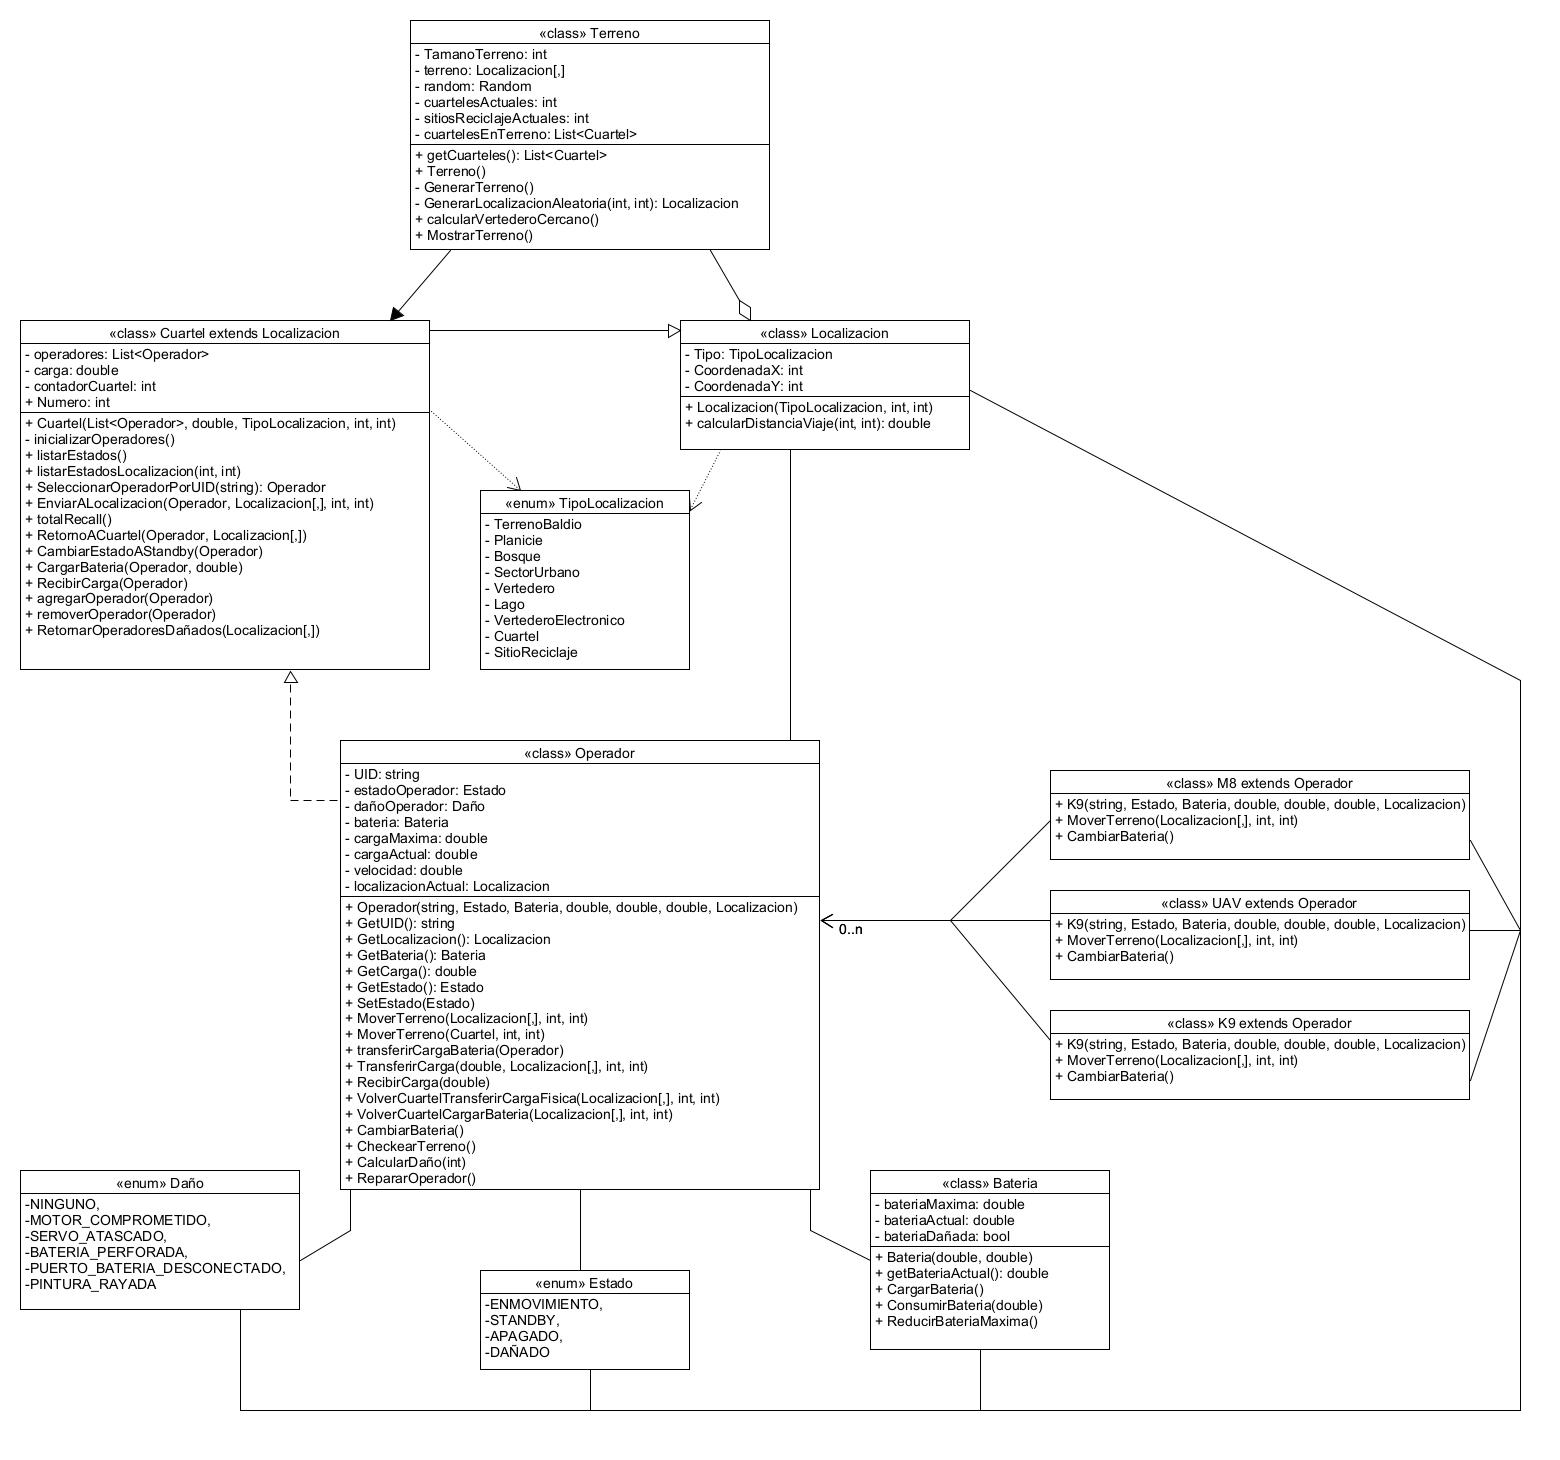 «class» Terreno
- TamanoTerreno: int
- terreno: Localizacion[,]
- random: Random
- cuartelesActuales: int
- sitiosReciclajeActuales: int
- cuartelesEnTerreno: List<Cuartel>
+ getCuarteles(): List<Cuartel>
+ Terreno()
- GenerarTerreno()
- GenerarLocalizacionAleatoria(int, int): Localizacion
+ calcularVertederoCercano()
+ MostrarTerreno()
«class» Cuartel extends Localizacion
- operadores: List<Operador>
- carga: double
- contadorCuartel: int
+ Numero: int
+ Cuartel(List<Operador>, double, TipoLocalizacion, int, int)
- inicializarOperadores()
+ listarEstados()
+ listarEstadosLocalizacion(int, int)
+ SeleccionarOperadorPorUID(string): Operador
+ EnviarALocalizacion(Operador, Localizacion[,], int, int)
+ totalRecall()
+ RetornoACuartel(Operador, Localizacion[,])
+ CambiarEstadoAStandby(Operador)
+ CargarBateria(Operador, double)
+ RecibirCarga(Operador)
+ agregarOperador(Operador)
+ removerOperador(Operador)
+ RetornarOperadoresDañados(Localizacion[,])
«class» Localizacion
- Tipo: TipoLocalizacion
- CoordenadaX: int
- CoordenadaY: int
+ Localizacion(TipoLocalizacion, int, int)
+ calcularDistanciaViaje(int, int): double
«enum» TipoLocalizacion
- TerrenoBaldio
- Planicie
- Bosque
- SectorUrbano
- Vertedero
- Lago
- VertederoElectronico
- Cuartel
- SitioReciclaje
«class» Operador
- UID: string
- estadoOperador: Estado
- dañoOperador: Daño
- bateria: Bateria
- cargaMaxima: double
- cargaActual: double
- velocidad: double
- localizacionActual: Localizacion
+ Operador(string, Estado, Bateria, double, double, double, Localizacion)
+ GetUID(): string
+ GetLocalizacion(): Localizacion
+ GetBateria(): Bateria
+ GetCarga(): double
+ GetEstado(): Estado
+ SetEstado(Estado)
+ MoverTerreno(Localizacion[,], int, int)
+ MoverTerreno(Cuartel, int, int)
+ transferirCargaBateria(Operador)
+ TransferirCarga(double, Localizacion[,], int, int)
+ RecibirCarga(double)
+ VolverCuartelTransferirCargaFisica(Localizacion[,], int, int)
+ VolverCuartelCargarBateria(Localizacion[,], int, int)
+ CambiarBateria()
+ CheckearTerreno()
+ CalcularDaño(int)
+ RepararOperador()
0..n
«class» M8 extends Operador
+ K9(string, Estado, Bateria, double, double, double, Localizacion)
+ MoverTerreno(Localizacion[,], int, int)
+ CambiarBateria()
«class» UAV extends Operador
+ K9(string, Estado, Bateria, double, double, double, Localizacion)
+ MoverTerreno(Localizacion[,], int, int)
+ CambiarBateria()
«class» K9 extends Operador
+ K9(string, Estado, Bateria, double, double, double, Localizacion)
+ MoverTerreno(Localizacion[,], int, int)
+ CambiarBateria()
«enum» Daño
-NINGUNO,
-MOTOR_COMPROMETIDO,
-SERVO_ATASCADO,
-BATERIA_PERFORADA,
-PUERTO_BATERIA_DESCONECTADO,
-PINTURA_RAYADA
«enum» Estado
-ENMOVIMIENTO,
-STANDBY,
-APAGADO,
-DAÑADO
«class» Bateria
- bateriaMaxima: double
- bateriaActual: double
- bateriaDañada: bool
+ Bateria(double, double)
+ getBateriaActual(): double
+ CargarBateria()
+ ConsumirBateria(double)
+ ReducirBateriaMaxima()